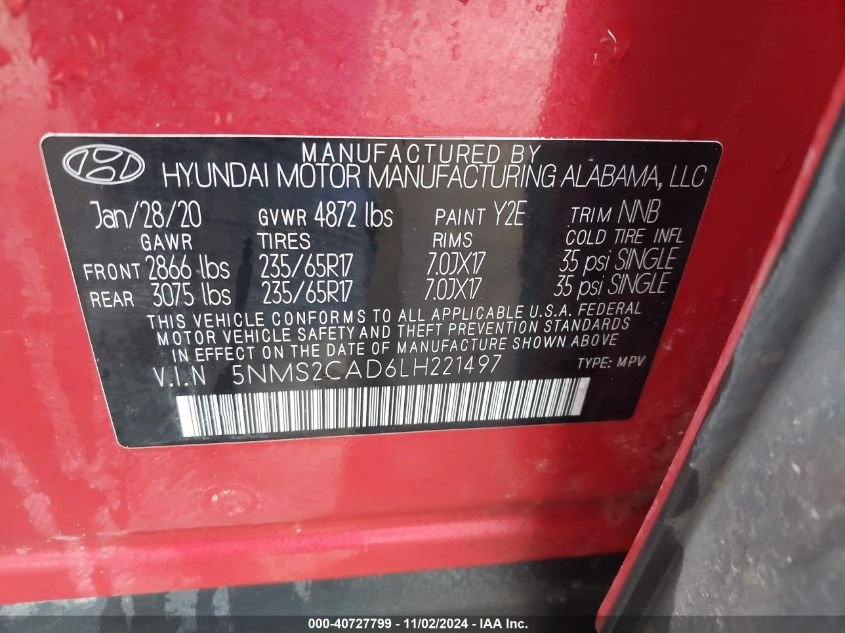 MANUFACTURED BY
HYUNDAI MOTOR MANUFACTURING ALABAMA, LLC
Jan/28/20 GVWR 4872 lbs PAINT Y2E TRIM NNB
GAWR TIRES RIMS COLD TIRE INFL
FRONT 2866 lbs 235/65R17 7.0JX17 35 psi SINGLE
REAR 3075 lbs 235/65R17 7.0JX17 35 psi SINGLE
THIS VEHICLE CONFORMS TO ALL APPLICABLE U.S.A. FEDERAL
MOTOR VEHICLE SAFETY AND THEFT PREVENTION STANDARDS
IN EFFECT ON THE DATE OF MANUFACTURE SHOWN ABOVE.
V.I.N 5NMS2CAD6LH221497 TYPE: MPV
000-40727799 - 11/02/2024 - IAA Inc.